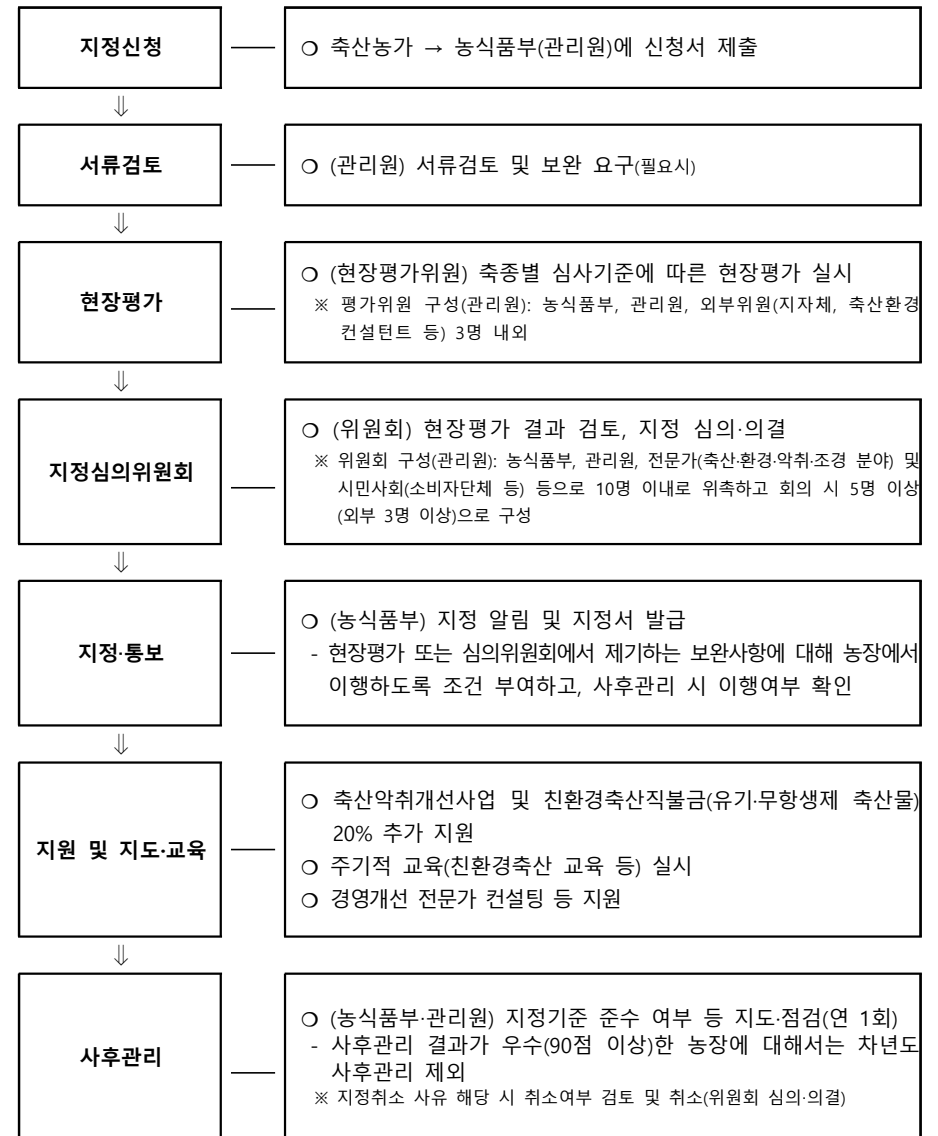 지정신청
❍ 축산농가 → 농식품부(관리원)에 신청서 제출
⇓
서류검토
❍ (관리원) 서류검토 및 보완 요구(필요시)
⇓
현장평가
❍ (현장평가위원) 축종별 심사기준에 따른 현장평가 실시
※ 평가위원 구성(관리원): 농식품부, 관리원, 외부위원(지자체, 축산환경
컨설턴트 등) 3명 내외
⇓
지정심의위원회
❍ (위원회) 현장평가 결과 검토, 지정 심의·의결
※ 위원회 구성(관리원): 농식품부, 관리원, 전문가(축산·환경·악취·조경 분야) 및
시민사회(소비자단체 등) 등으로 10명 이내로 위촉하고 회의 시 5명 이상
(외부 3명 이상)으로 구성
⇓
지정·통보
❍ (농식품부) 지정 알림 및 지정서 발급
- 현장평가 또는 심의위원회에서 제기하는 보완사항에 대해 농장에서
이행하도록 조건 부여하고, 사후관리 시 이행여부 확인
⇓
지원 및 지도·교육
❍ 축산악취개선사업 및 친환경축산직불금(유기·무항생제 축산물)
20% 추가 지원
❍ 주기적 교육(친환경축산 교육 등) 실시
❍ 경영개선 전문가 컨설팅 등 지원
⇓
사후관리
❍ (농식품부·관리원) 지정기준 준수 여부 등 지도·점검(연 1회)
- 사후관리 결과가 우수(90점 이상)한 농장에 대해서는 차년도
사후관리 제외
※ 지정취소 사유 해당 시 취소여부 검토 및 취소(위원회 심의·의결)